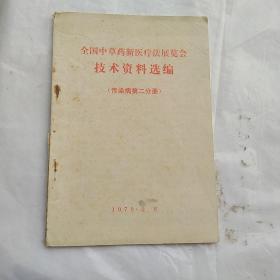 全国中草药新医疗法展览会
技术资料选编
（传染病第二分册）